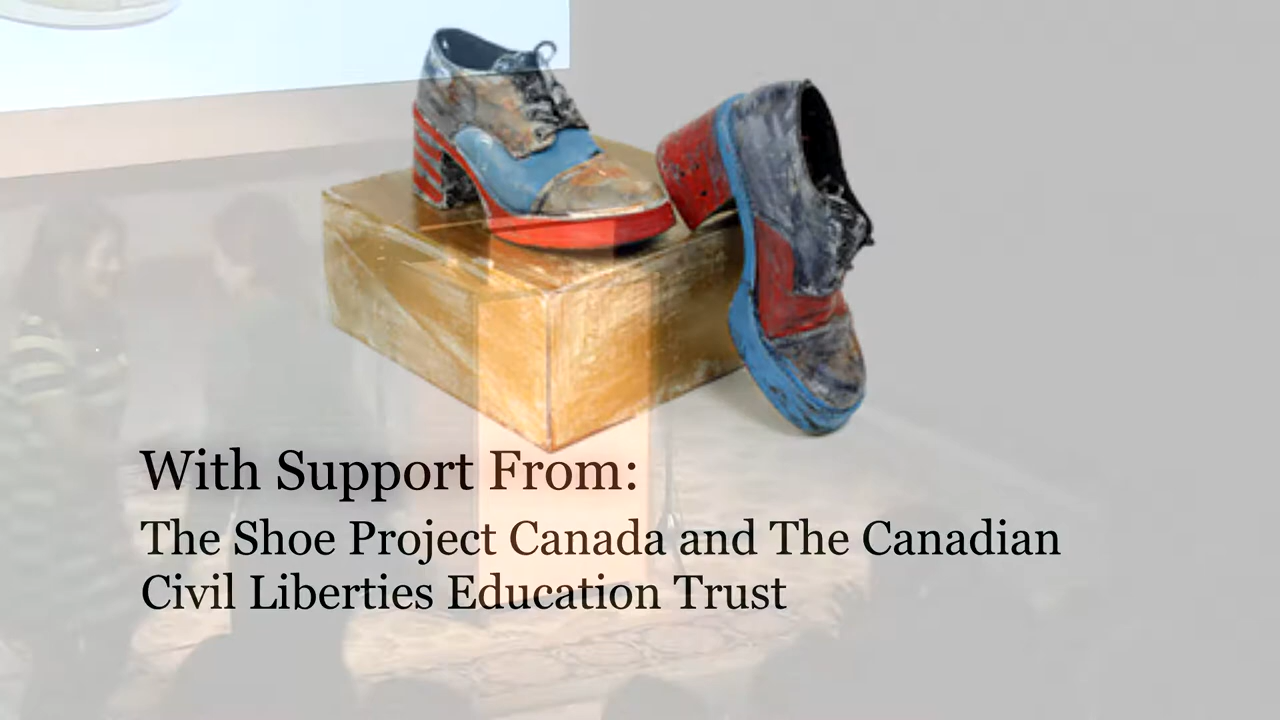 With Support From:
The Shoe Project Canada and The Canadian
Civil Liberties Education Trust